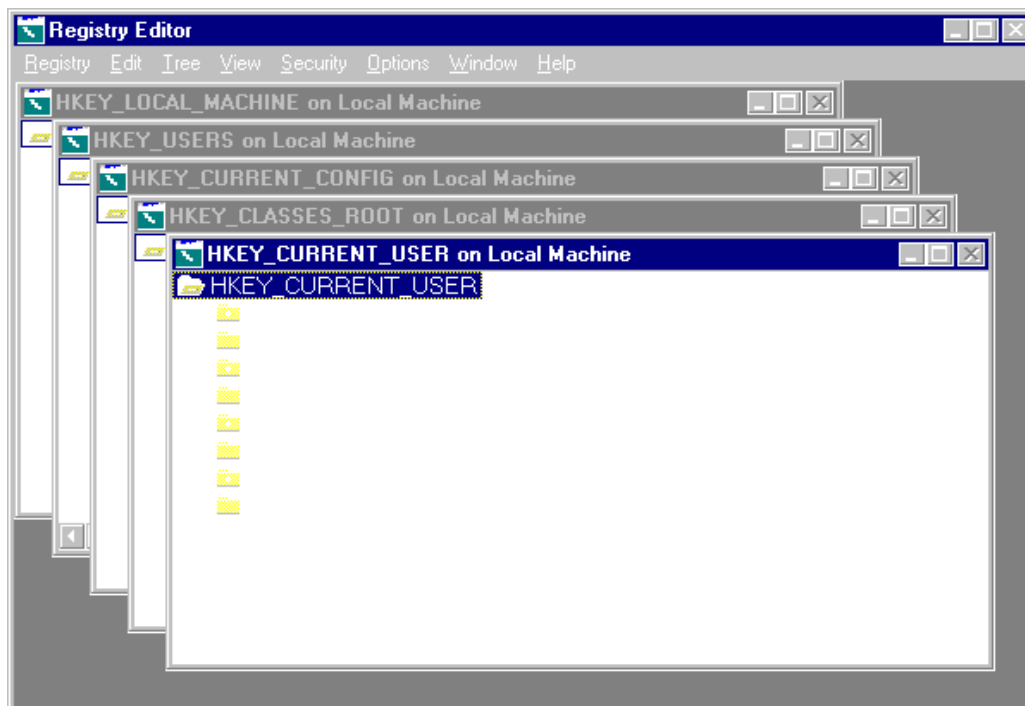 Registry Editor
Registry Edit Tree View Security Options Window Help
HKEY_LOCAL_MACHINE on Local Machine
HKEY_USERS on Local Machine
HKEY_CURRENT_CONFIG on Local Machine
HKEY_CLASSES_ROOT on Local Machine
HKEY_CURRENT_USER on Local Machine
HKEY_CURRENT_USER